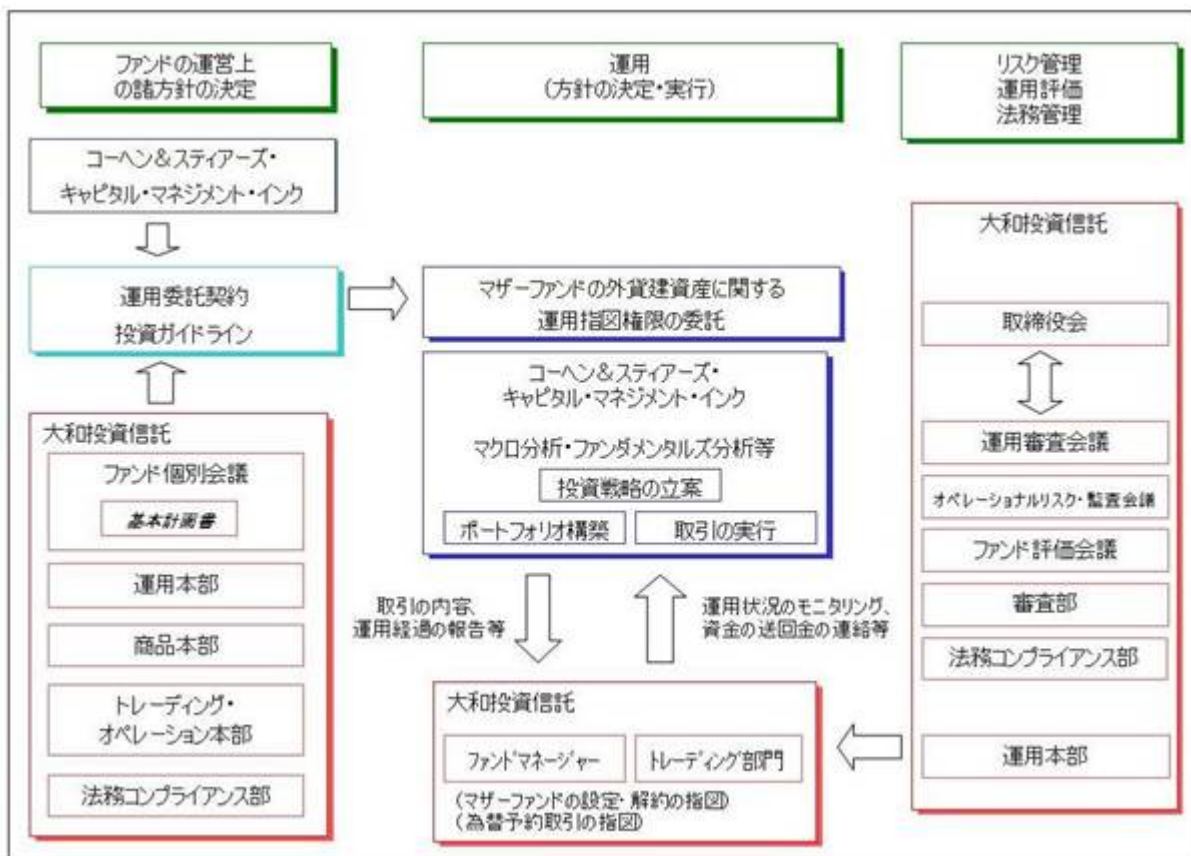 ファンドの運営上
の諸方針の決定
コーヘン&スティアーズ・
キャピタル・マネジメント・インク
運用委託契約
投資ガイドライン
大和投資信託
ファンド個別会議
基本計画書
運用本部
商品本部
トレーディング・
オペレーション本部
法務コンプライアンス部
運用
(方針の決定・実行)
マザーファンドの外貨建資産に関する
運用指図権限の委託
コーヘン&スティアーズ・
キャピタル・マネジメント・インク
マクロ分析・ファンダメンタルズ分析等
投資戦略の立案
ポートフォリオ構築
取引の実行
取引の内容、
運用経過の報告等
運用状況のモニタリング、
資金の送回金の連絡等
大和投資信託
ファンドマネージャー
トレーディング部門
(マザーファンドの設定・解約の指図)
(為替予約取引の指図)
リスク管理
運用評価
法務管理
大和投資信託
取締役会
運用審査会議
オペレーショナルリスク・監査会議
ファンド評価会議
審査部
法務コンプライアンス部
運用本部